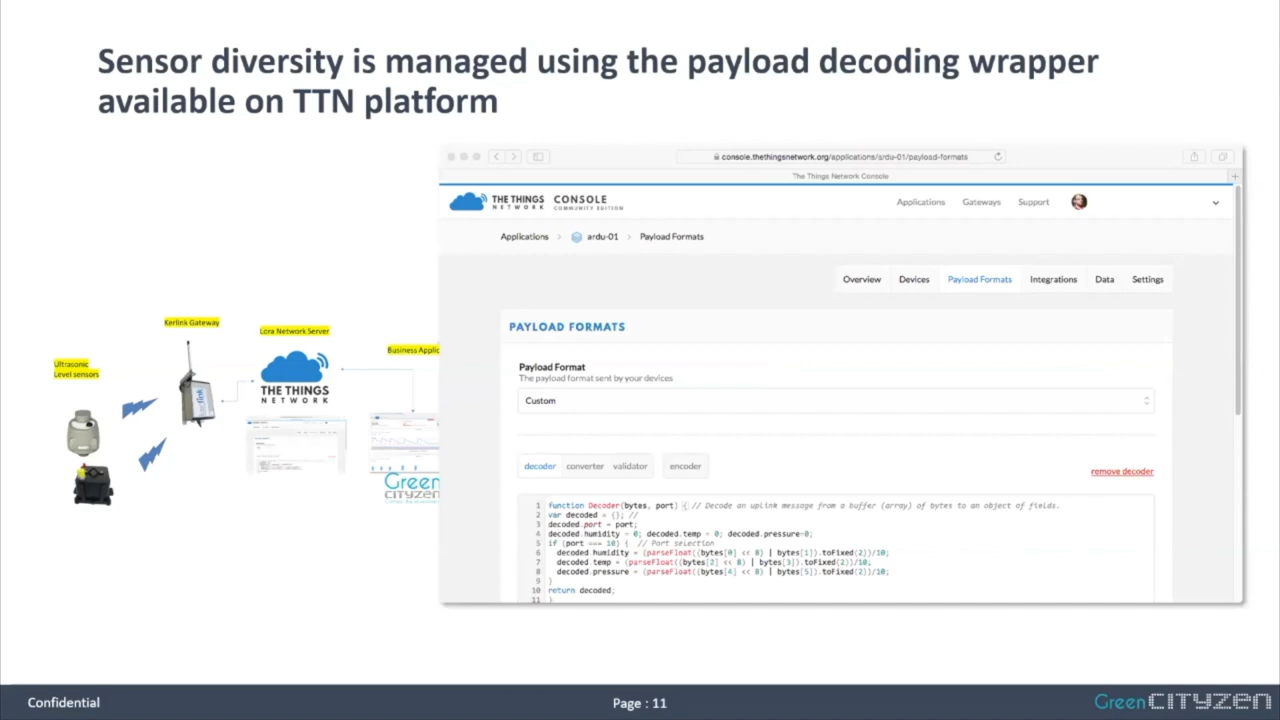 Sensor diversity is managed using the payload decoding wrapper
available on TTN platform
Ultrasonic
Level sensors
Kerlink Gateway
Lora Network Server
THE THINGS
NETWORK
Business Applic
Green
CITYZEN
console.thethingsnetwork.org/applications/ardu-01/payload-formats
The Things Network Console
THE THINGS
NETWORK
CONSOLE
COMMUNITY EDITION
Applications Gateways Support
Applications > ardu-01 > Payload Formats
Overview Devices Payload Formats Integrations Data Settings
PAYLOAD FORMATS
Payload Format
The payload format sent by your devices
Custom
decoder converter validator encoder
remove decoder
1 function Decoder(bytes, port) { // Decode an uplink message from a buffer (array) of bytes to an object of fields.
2 var decoded = {}; //
3 decoded.port = port;
4 decoded.humidity = 0; decoded.temp = 0; decoded.pressure=0;
5 if (port === 10) { // Port selection
6 decoded.humidity = (parseFloat((bytes[0] << 8) | bytes[1]).toFixed(2))/10;
7 decoded.temp = (parseFloat((bytes[2] << 8) | bytes[3]).toFixed(2))/10;
8 decoded.pressure = (parseFloat((bytes[4] << 8) | bytes[5]).toFixed(2))/10;
9 }
10 return decoded;
11 }
Confidential
Page : 11
Green CITYZEN